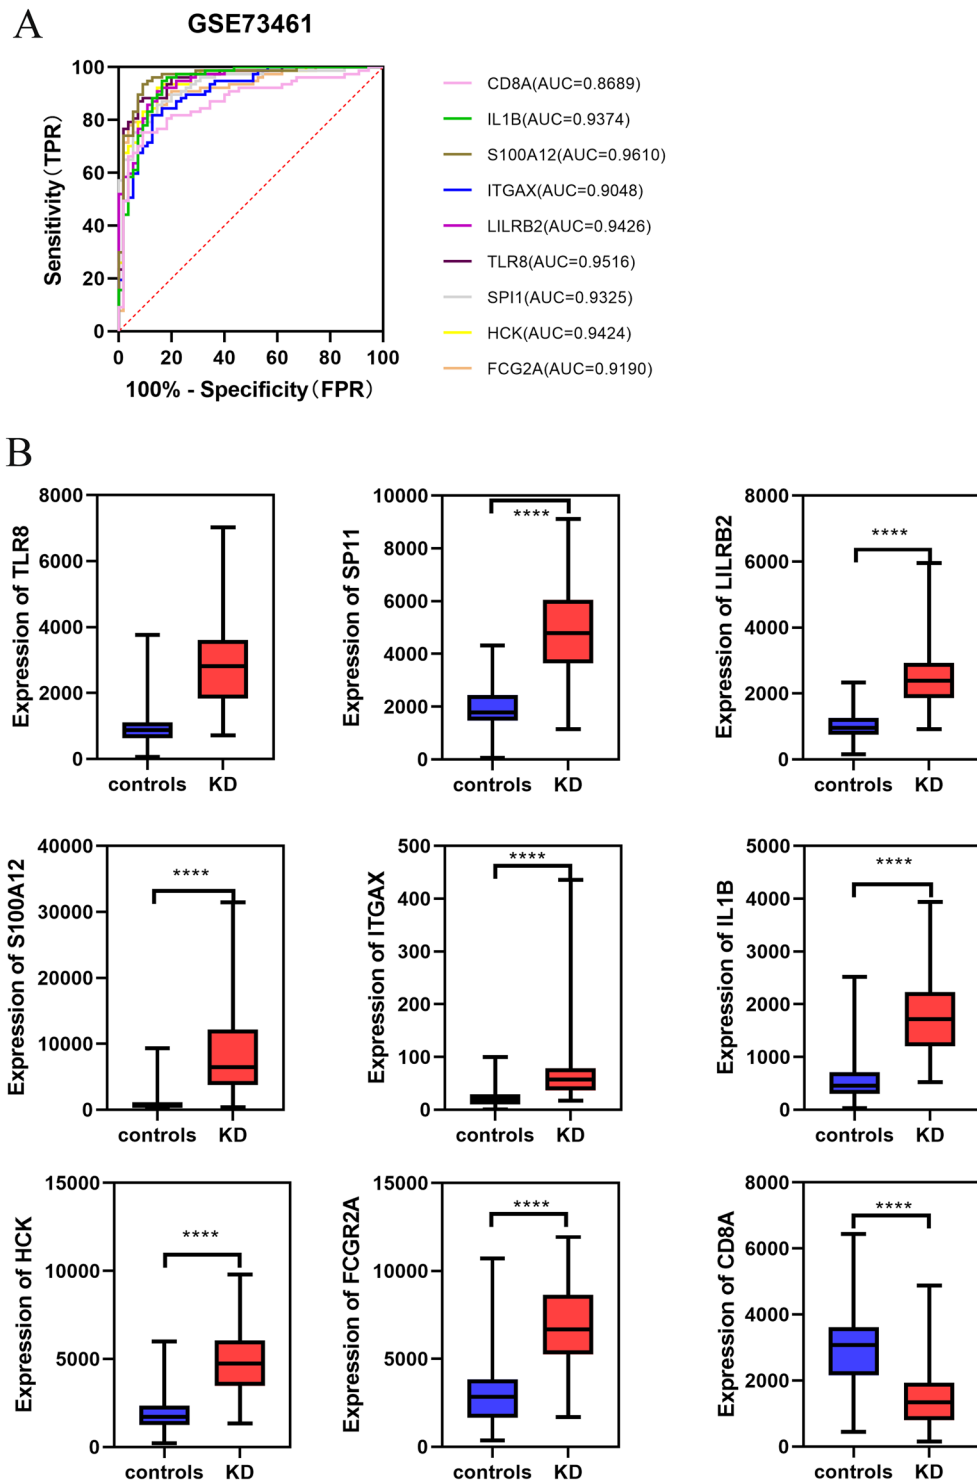 A
GSE73461
100
80
60
40
20
0
Sensitivity (TPR)
0 20 40 60 80 100
100% - Specificity (FPR)
CD8A(AUC=0.8689)
IL1B(AUC=0.9374)
S100A12(AUC=0.9610)
ITGAX(AUC=0.9048)
LILRB2(AUC=0.9426)
TLR8(AUC=0.9516)
SPI1(AUC=0.9325)
HCK(AUC=0.9424)
FCG2A(AUC=0.9190)
B
Expression of TLR8
8000
6000
4000
2000
0
controls KD
Expression of SP11
10000
8000
6000
4000
2000
0
****
controls KD
Expression of LILRB2
8000
6000
4000
2000
0
****
controls KD
Expression of S100A12
40000
30000
20000
10000
0
****
controls KD
Expression of ITGAX
500
400
300
200
100
0
****
controls KD
Expression of IL1B
5000
4000
3000
2000
1000
0
****
controls KD
Expression of HCK
15000
10000
5000
0
****
controls KD
Expression of FCGR2A
15000
10000
5000
0
****
controls KD
Expression of CD8A
8000
6000
4000
2000
0
****
controls KD